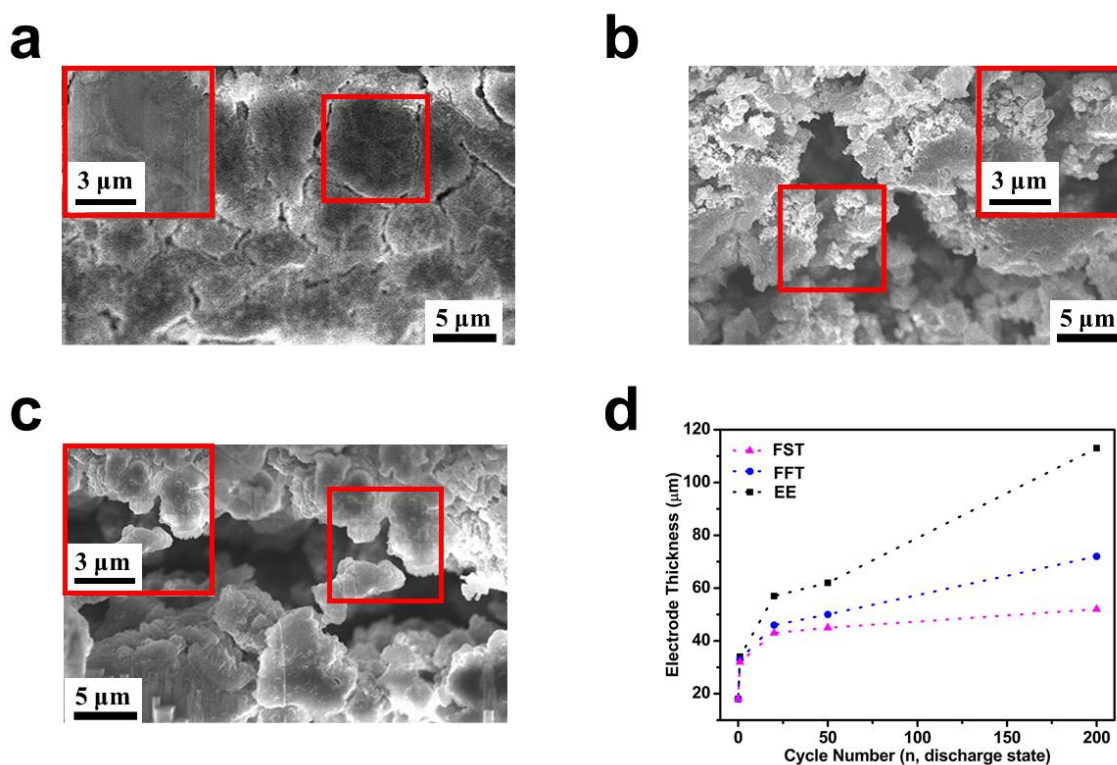 a
3 µm
5 µm
b
3 µm
5 µm
c
3 µm
5 µm
d
120
100
80
60
40
20
Electrode Thickness (µm)
FST
FFT
EE
0
50
100
150
200
Cycle Number (n, discharge state)